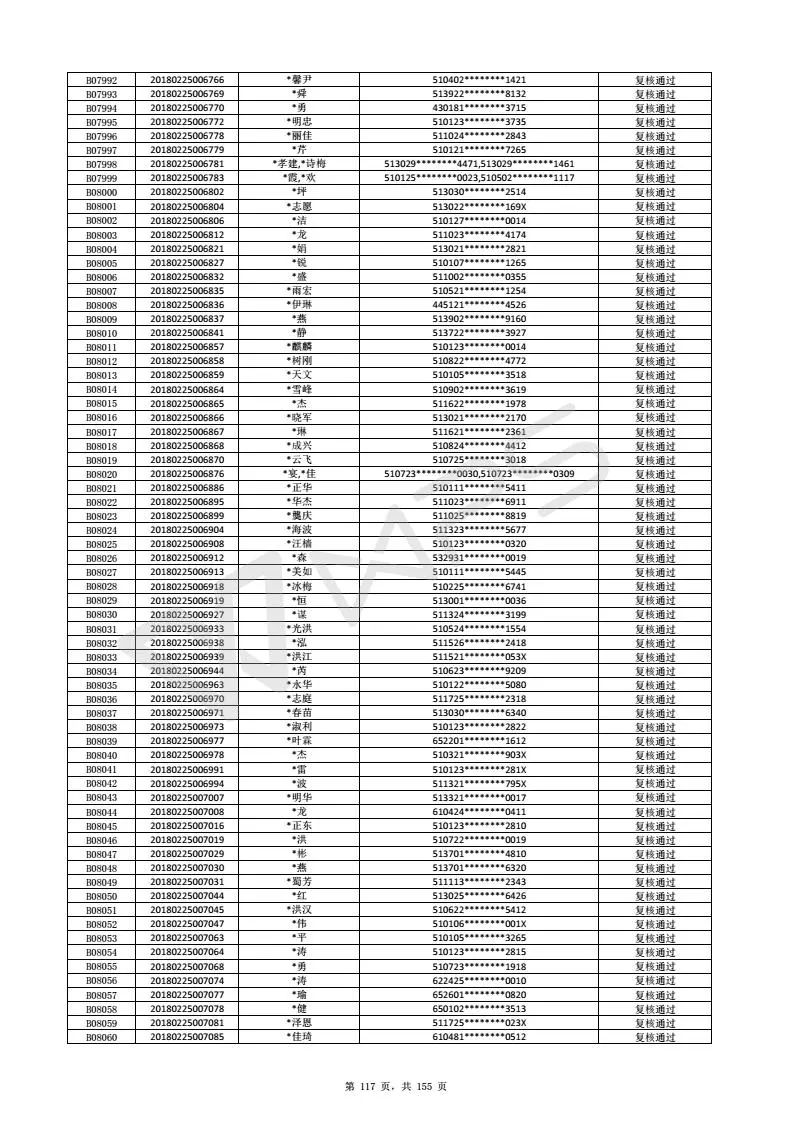 B07992 20180225006766 *馨尹 510402********1421 复核通过
B07993 20180225006769 *舜 513922********8132 复核通过
B07994 20180225006770 *勇 430181********3715 复核通过
B07995 20180225006772 *明忠 510123********3735 复核通过
B07996 20180225006778 *丽佳 511024********2843 复核通过
B07997 20180225006779 *芹 510121********7265 复核通过
B07998 20180225006781 *孝建,*诗梅 513029********4471,513029********1461 复核通过
B07999 20180225006783 *霞,*欢 510125********0023,510502********1117 复核通过
B08000 20180225006802 *坪 513030********2514 复核通过
B08001 20180225006804 *志愿 513022********169X 复核通过
B08002 20180225006806 *洁 510127********0014 复核通过
B08003 20180225006812 *龙 511023********4174 复核通过
B08004 20180225006821 *娟 513021********2821 复核通过
B08005 20180225006827 *锐 510107********1265 复核通过
B08006 20180225006832 *盛 511002********0355 复核通过
B08007 20180225006835 *雨宏 510521********1254 复核通过
B08008 20180225006836 *伊琳 445121********4526 复核通过
B08009 20180225006837 *燕 513902********9160 复核通过
B08010 20180225006841 *静 513722********3927 复核通过
B08011 20180225006857 *麒麟 510123********0014 复核通过
B08012 20180225006858 *树刚 510822********4772 复核通过
B08013 20180225006859 *天文 510105********3518 复核通过
B08014 20180225006864 *雪峰 510902********3619 复核通过
B08015 20180225006865 *杰 511622********1978 复核通过
B08016 20180225006866 *晓军 513021********2170 复核通过
B08017 20180225006867 *琳 511621********2361 复核通过
B08018 20180225006868 *成兴 510824********4412 复核通过
B08019 20180225006870 *云飞 510725********3018 复核通过
B08020 20180225006876 *宴,*佳 510723********0030,510723********0309 复核通过
B08021 20180225006886 *正华 510111********5411 复核通过
B08022 20180225006895 *华杰 511023********6911 复核通过
B08023 20180225006899 *龑庆 511025********8819 复核通过
B08024 20180225006904 *海波 511323********5677 复核通过
B08025 20180225006908 *汪樯 510123********0320 复核通过
B08026 20180225006912 *森 532931********0019 复核通过
B08027 20180225006913 *美如 510111********5445 复核通过
B08028 20180225006918 *冰梅 510225********6741 复核通过
B08029 20180225006919 *恒 513001********0036 复核通过
B08030 20180225006927 *谋 511324********3199 复核通过
B08031 20180225006933 *光洪 510524********1554 复核通过
B08032 20180225006938 *泓 511526********2418 复核通过
B08033 20180225006939 *洪江 511521********053X 复核通过
B08034 20180225006944 *芮 510623********9209 复核通过
B08035 20180225006963 *永华 510122********5080 复核通过
B08036 20180225006970 *志庭 511725********2318 复核通过
B08037 20180225006971 *春苗 513030********6340 复核通过
B08038 20180225006973 *淑利 510123********2822 复核通过
B08039 20180225006977 *叶霖 652201********1612 复核通过
B08040 20180225006978 *杰 510321********903X 复核通过
B08041 20180225006991 *雷 510123********281X 复核通过
B08042 20180225006994 *波 511321********795X 复核通过
B08043 20180225007007 *明华 513321********0017 复核通过
B08044 20180225007008 *龙 610424********0411 复核通过
B08045 20180225007016 *正东 510123********2810 复核通过
B08046 20180225007019 *洪 510722********0019 复核通过
B08047 20180225007029 *彬 513701********4810 复核通过
B08048 20180225007030 *燕 513701********6320 复核通过
B08049 20180225007031 *蜀芳 511113********2343 复核通过
B08050 20180225007044 *红 513025********6426 复核通过
B08051 20180225007045 *洪汉 510622********5412 复核通过
B08052 20180225007047 *伟 510106********001X 复核通过
B08053 20180225007063 *平 510105********3265 复核通过
B08054 20180225007064 *涛 510123********2815 复核通过
B08055 20180225007068 *勇 510723********1918 复核通过
B08056 20180225007074 *涛 622425********0010 复核通过
B08057 20180225007077 *瑜 652601********0820 复核通过
B08058 20180225007078 *健 650102********3513 复核通过
B08059 20180225007081 *泽恩 511725********023X 复核通过
B08060 20180225007085 *佳琦 610481********0512 复核通过
第 117 页，共 155 页